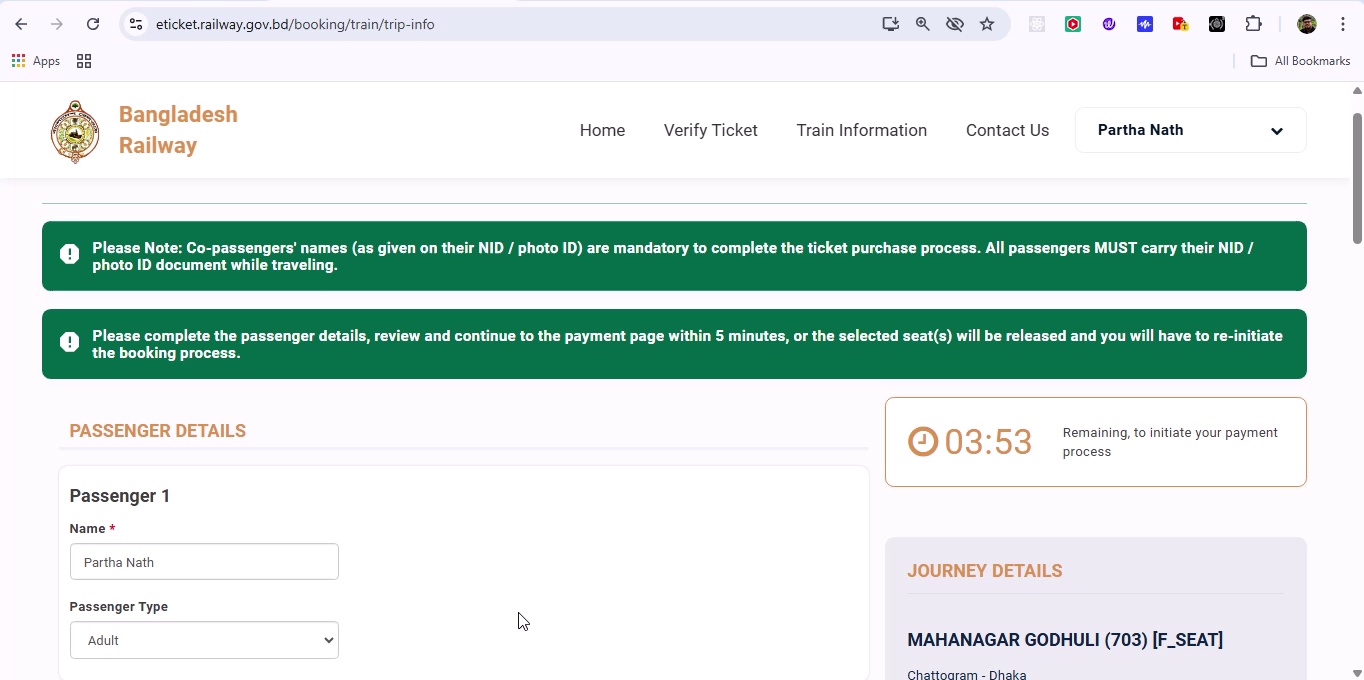 eticket.railway.gov.bd/booking/train/trip-info
Apps
All Bookmarks
Bangladesh
Railway
Home
Verify Ticket
Train Information
Contact Us
Partha Nath
Please Note: Co-passengers' names (as given on their NID / photo ID) are mandatory to complete the ticket purchase process. All passengers MUST carry their NID /
photo ID document while traveling.
Please complete the passenger details, review and continue to the payment page within 5 minutes, or the selected seat(s) will be released and you will have to re-initiate
the booking process.
PASSENGER DETAILS
Passenger 1
Name *
Partha Nath
Passenger Type
Adult
03:53
Remaining, to initiate your payment
process
JOURNEY DETAILS
MAHANAGAR GODHULI (703) [F_SEAT]
Chattogram - Dhaka